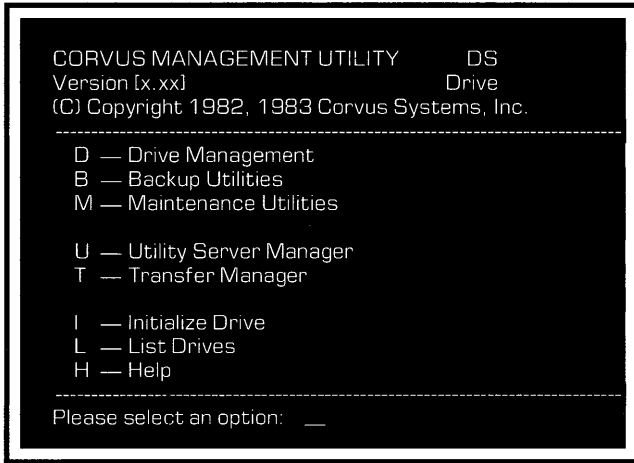 CORVUS MANAGEMENT UTILITY DS
Version [x.xx] Drive
(C) Copyright 1982, 1983 Corvus Systems, Inc.
D — Drive Management
B — Backup Utilities
M — Maintenance Utilities
U — Utility Server Manager
T — Transfer Manager
I — Initialize Drive
L — List Drives
H — Help
Please select an option: __